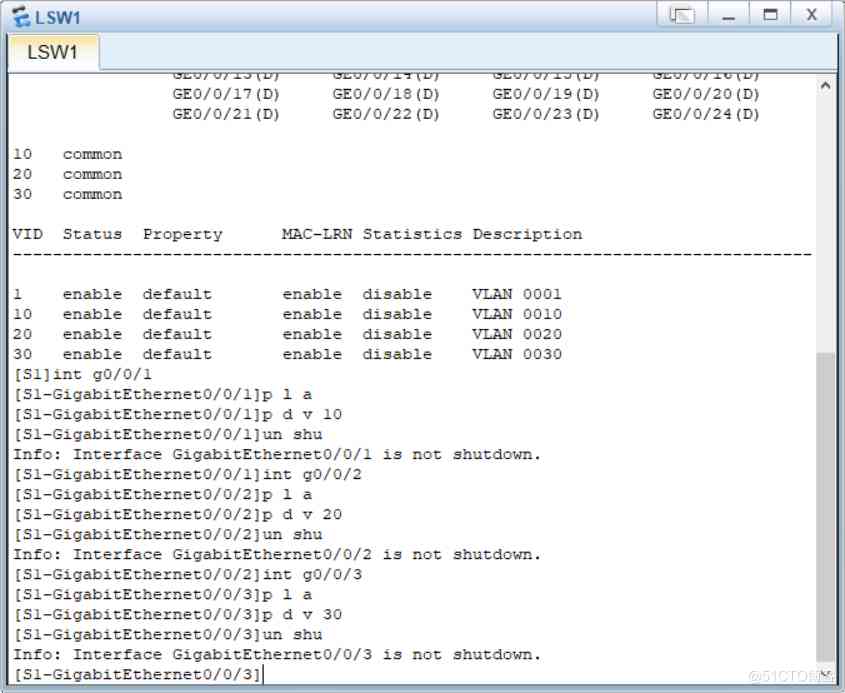 LSW1
LSW1
GE0/0/13(D) GE0/0/14(D) GE0/0/15(D) GE0/0/16(D)
GE0/0/17(D) GE0/0/18(D) GE0/0/19(D) GE0/0/20(D)
GE0/0/21(D) GE0/0/22(D) GE0/0/23(D) GE0/0/24(D)
10 common
20 common
30 common
VID Status Property MAC-LRN Statistics Description
--------------------------------------------------------------------------------
1 enable default enable disable VLAN 0001
10 enable default enable disable VLAN 0010
20 enable default enable disable VLAN 0020
30 enable default enable disable VLAN 0030
[S1]int g0/0/1
[S1-GigabitEthernet0/0/1]p l a
[S1-GigabitEthernet0/0/1]p d v 10
[S1-GigabitEthernet0/0/1]un shu
Info: Interface GigabitEthernet0/0/1 is not shutdown.
[S1-GigabitEthernet0/0/1]int g0/0/2
[S1-GigabitEthernet0/0/2]p l a
[S1-GigabitEthernet0/0/2]p d v 20
[S1-GigabitEthernet0/0/2]un shu
Info: Interface GigabitEthernet0/0/2 is not shutdown.
[S1-GigabitEthernet0/0/2]int g0/0/3
[S1-GigabitEthernet0/0/3]p l a
[S1-GigabitEthernet0/0/3]p d v 30
[S1-GigabitEthernet0/0/3]un shu
Info: Interface GigabitEthernet0/0/3 is not shutdown.
[S1-GigabitEthernet0/0/3]